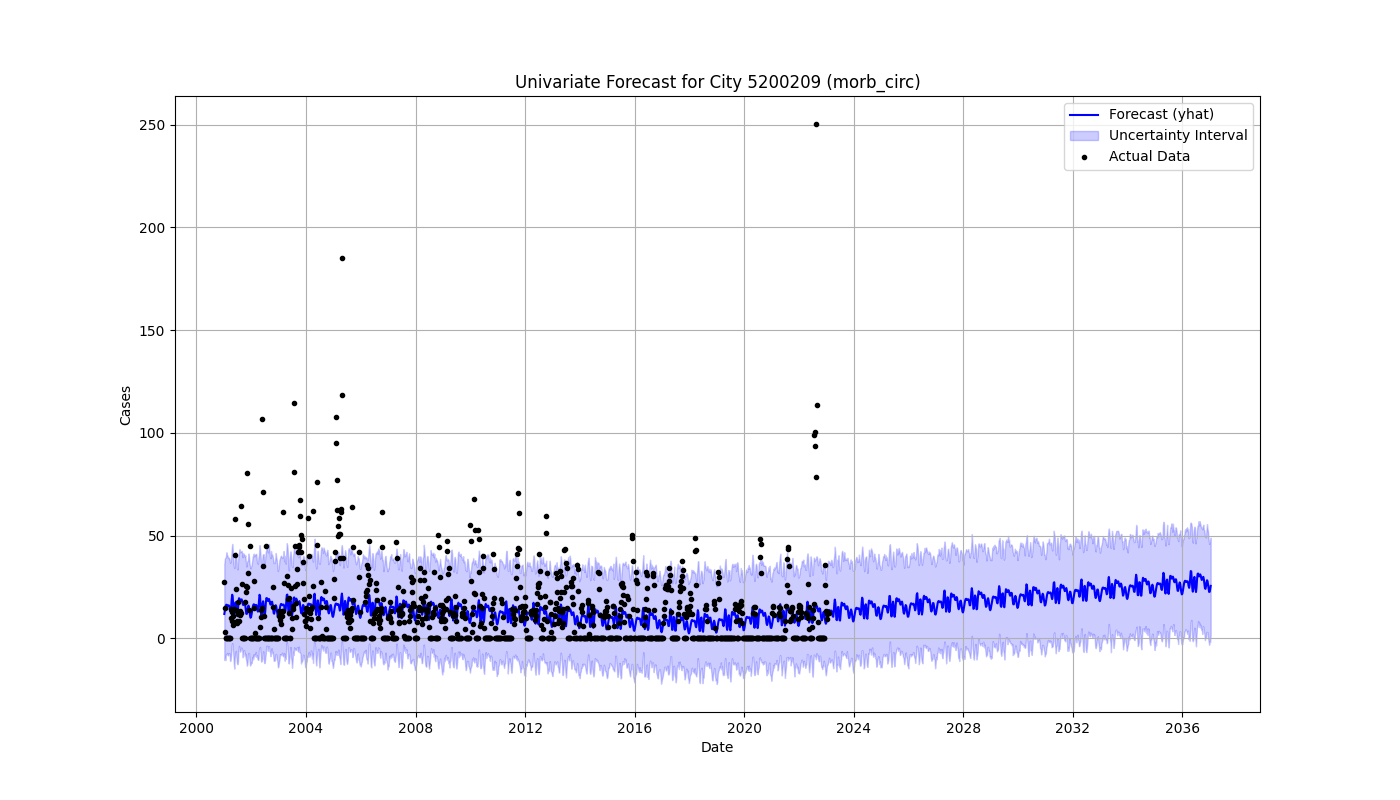 Univariate Forecast for City 5200209 (morb_circ)
Forecast (yhat)
Uncertainty Interval
Actual Data
250
200
150
100
50
0
Cases
2000 2004 2008 2012 2016 2020 2024 2028 2032 2036
Date